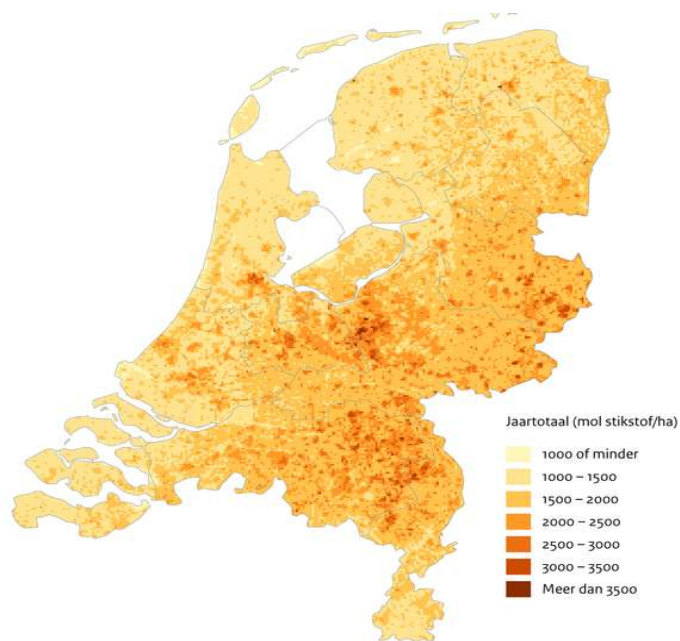 Jaartotaal (mol stikstof/ha)
1000 of minder
1000 – 1500
1500 – 2000
2000 – 2500
2500 – 3000
3000 – 3500
Meer dan 3500